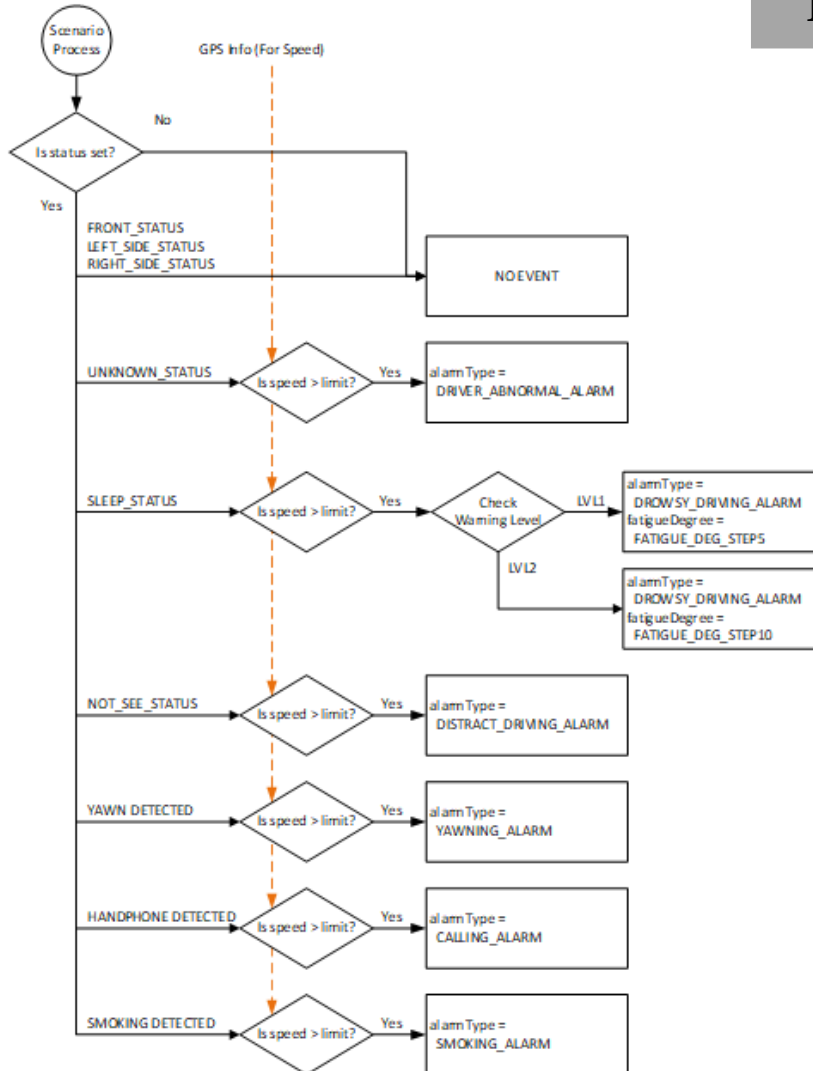 Scenario
Process
GPS Info (For Speed)
No
Is status set?
Yes
FRONT_STATUS
LEFT_SIDE_STATUS
RIGHT_SIDE_STATUS
NO EVENT
UNKNOWN_STATUS
Is speed > limit?
Yes
alarmType =
DRIVER_ABNORMAL_ALARM
SLEEP_STATUS
Is speed > limit?
Yes
Check
Warning Level
LVL1
alarmType =
DROWSY_DRIVING_ALARM
fatigueDegree =
FATIGUE_DEG_STEP5
LVL2
alarmType =
DROWSY_DRIVING_ALARM
fatigueDegree =
FATIGUE_DEG_STEP10
NOT_SEE_STATUS
Is speed > limit?
Yes
alarmType =
DISTRACT_DRIVING_ALARM
YAWN DETECTED
Is speed > limit?
Yes
alarmType =
YAWNING_ALARM
HANDPHONE DETECTED
Is speed > limit?
Yes
alarmType =
CALLING_ALARM
SMOKING DETECTED
Is speed > limit?
Yes
alarmType =
SMOKING_ALARM